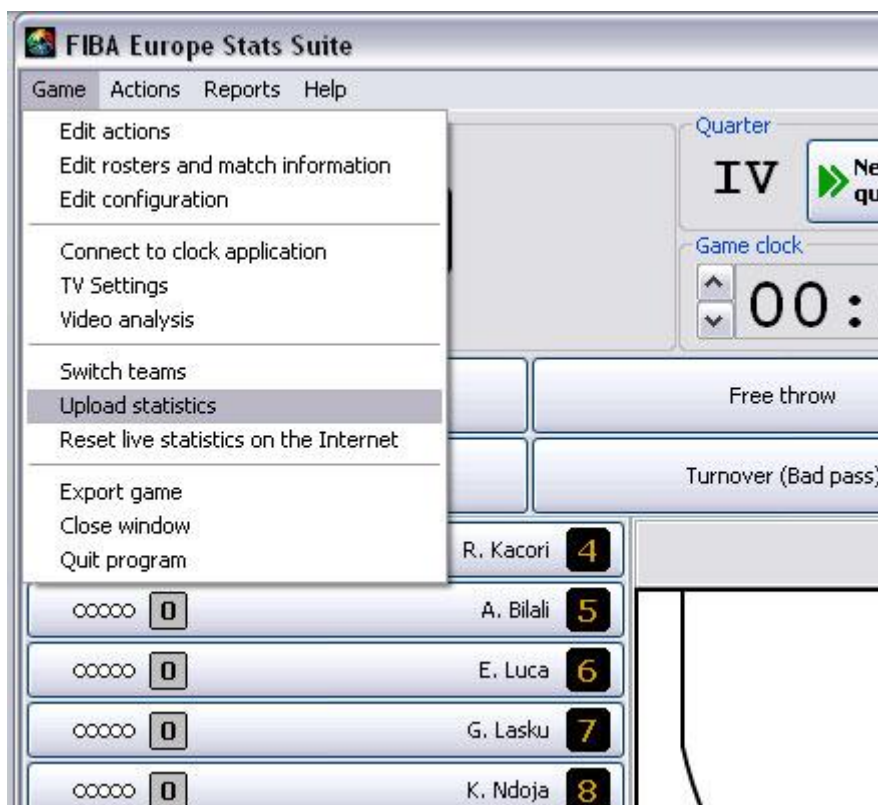 FIBA Europe Stats Suite
Game Actions Reports Help
Edit actions
Edit rosters and match information
Edit configuration
Connect to clock application
TV Settings
Video analysis
Switch teams
Upload statistics
Reset live statistics on the Internet
Export game
Close window
Quit program
Quarter
IV
Ne
qu
Game clock
00:
Free throw
Turnover (Bad pass)
R. Kacori 4
0 A. Bilali 5
0 E. Luca 6
0 G. Lasku 7
0 K. Ndoja 8